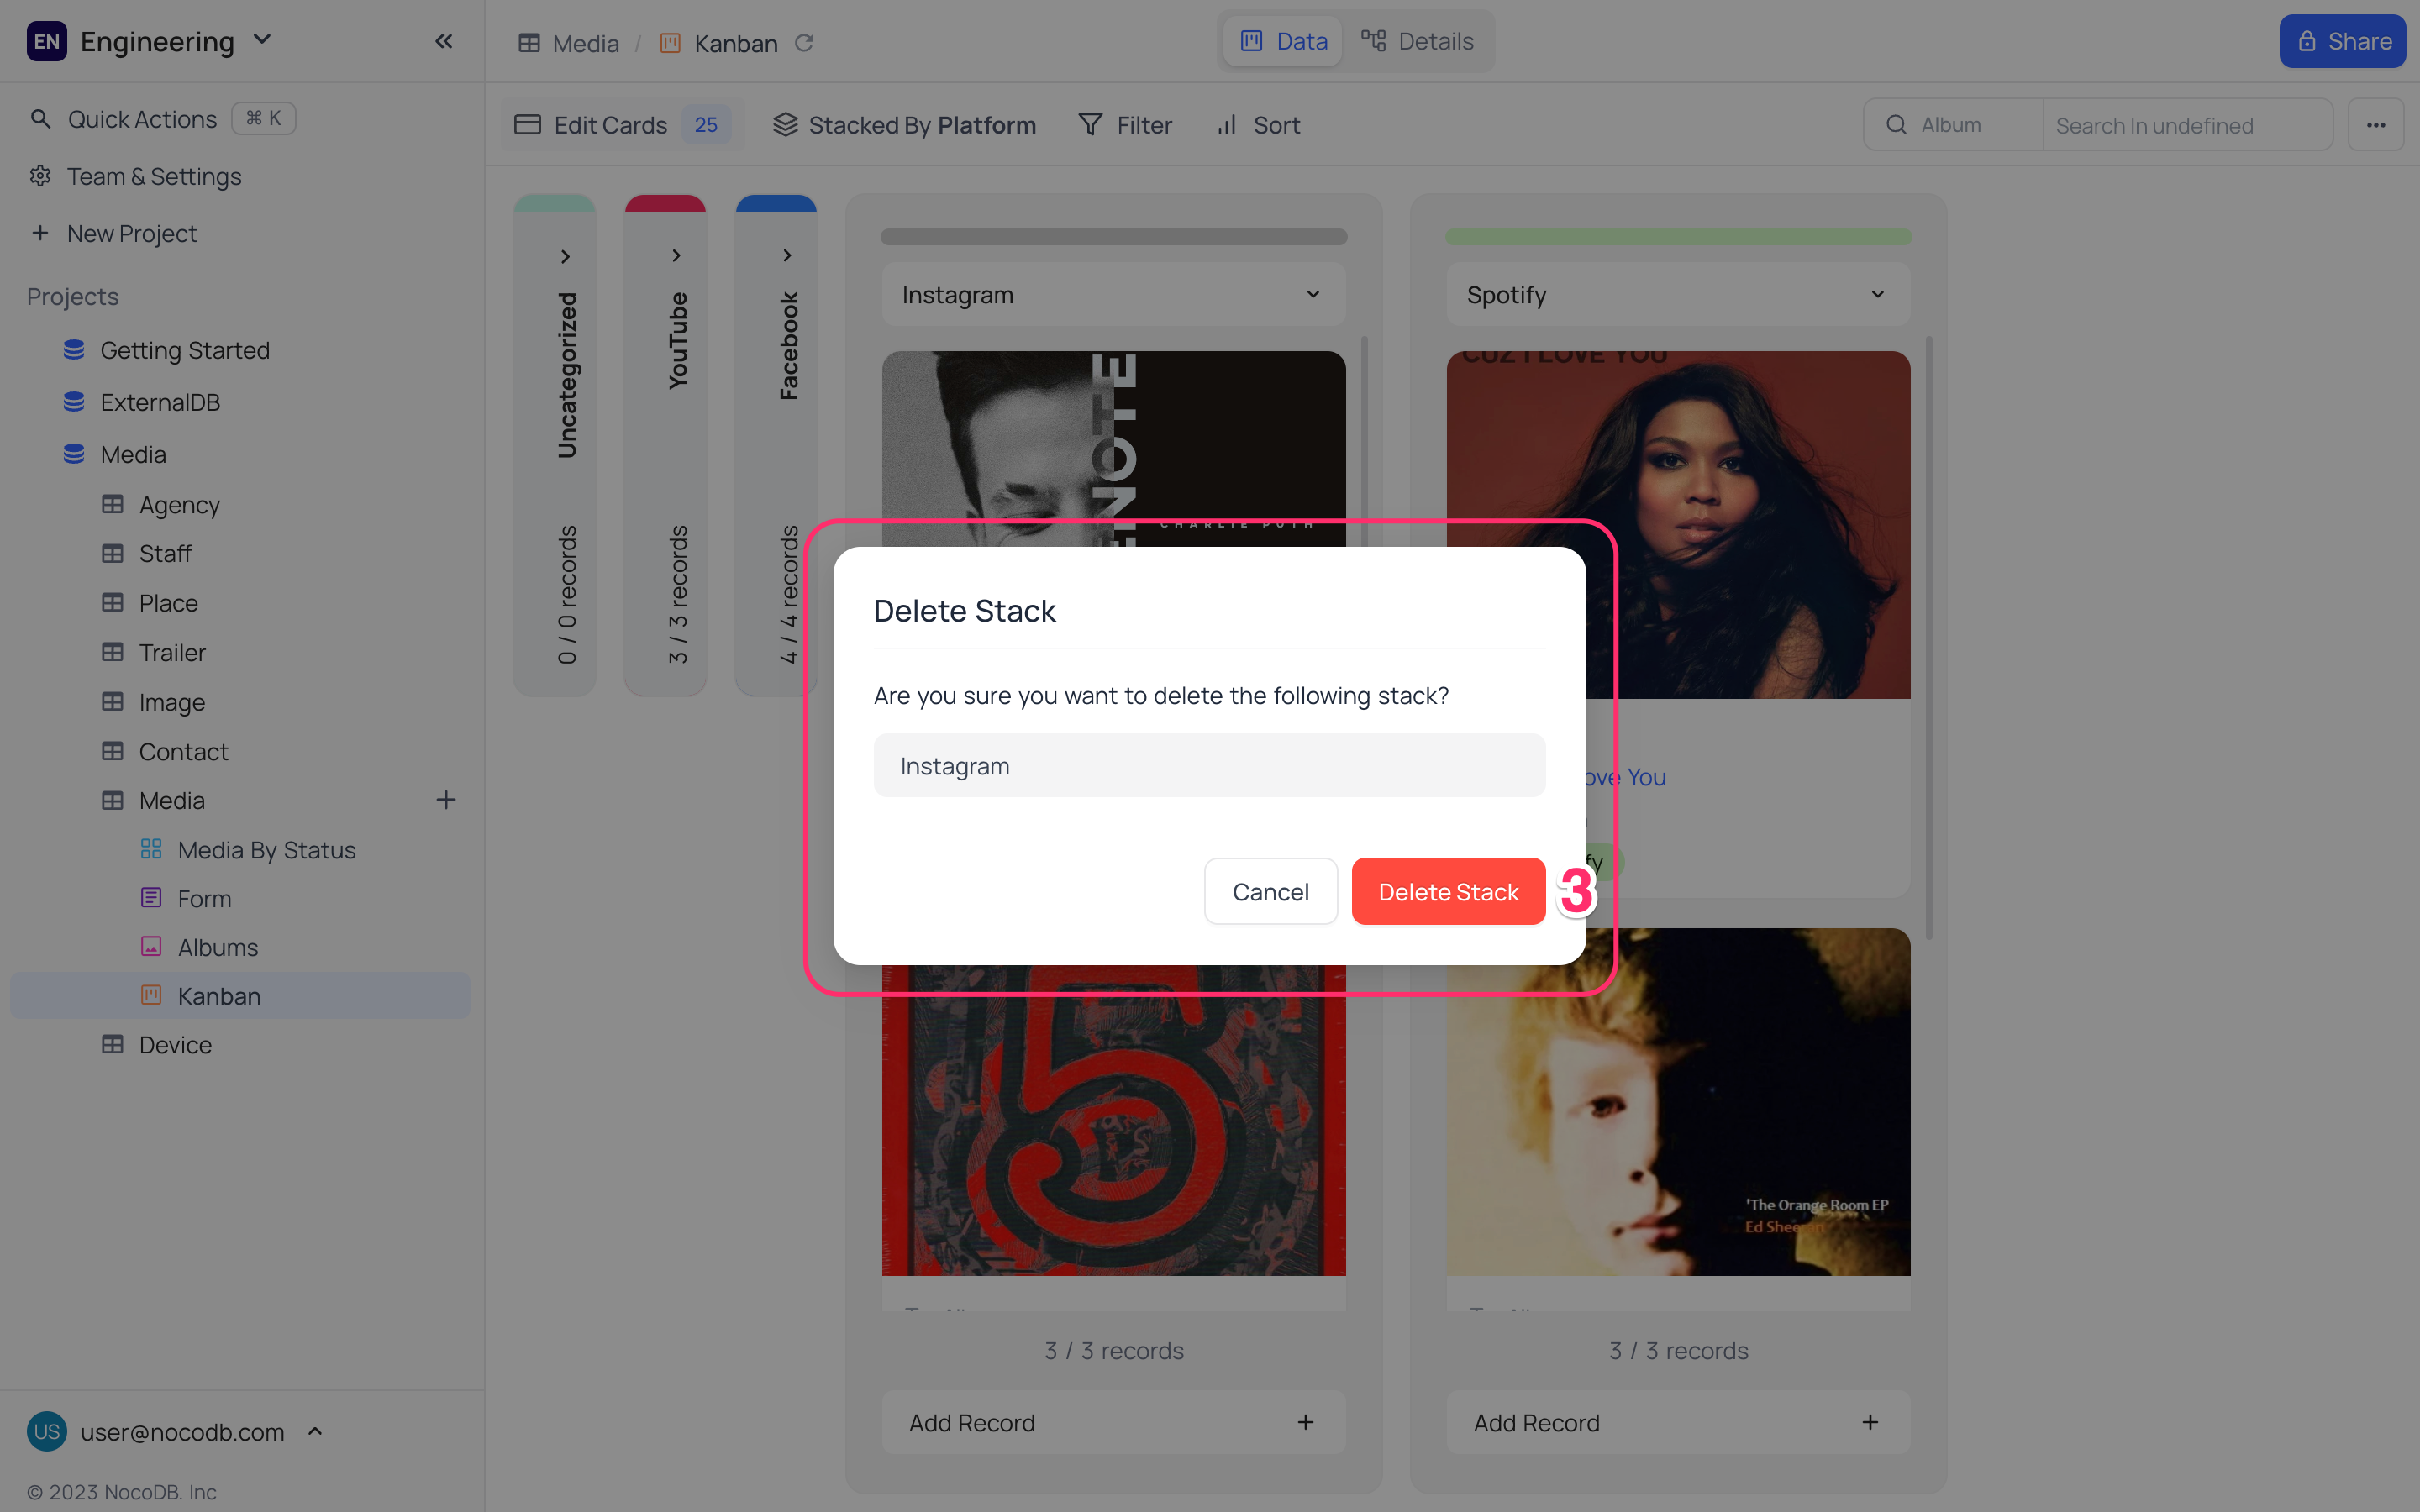 EN Engineering
Quick Actions ⌘ K
Team & Settings
New Project
Projects
Getting Started
ExternalDB
Media
Agency
Staff
Place
Trailer
Image
Contact
Media
Media By Status
Form
Albums
Kanban
Device
US user@nocodb.com
© 2023 NocoDB. Inc
Media / Kanban
Data Details
Share
Edit Cards 25 Stacked By Platform Filter Sort
Album Search In undefined
Uncategorized
0 / 0 records
YouTube
3 / 3 records
Facebook
4 / 4 records
Instagram
CHARLIE PUTH
3 / 3 records
Add Record
Spotify
CUZ I LOVE YOU
ove You
fy
'The Orange Room EP
Ed Sheeran
3 / 3 records
Add Record
Delete Stack
Are you sure you want to delete the following stack?
Instagram
Cancel Delete Stack
3